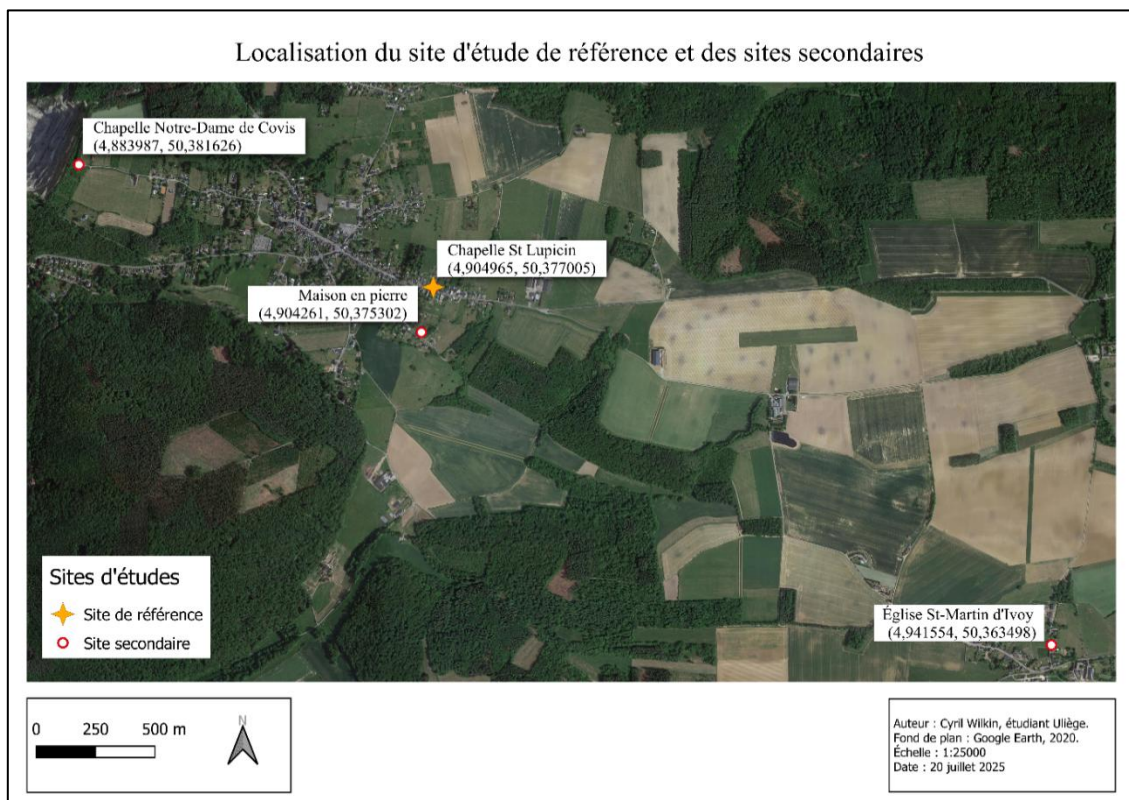 Localisation du site d'étude de référence et des sites secondaires
Chapelle Notre-Dame de Covis
(4,883987, 50,381626)
Chapelle St Lupicin
(4,904965, 50,377005)
Maison en pierre
(4,904261, 50,375302)
Église St-Martin d'Ivoy
(4,941554, 50,363498)
Sites d'études
Site de référence
Site secondaire
0 250 500 m
N
Auteur : Cyril Wilkin, étudiant Uliège.
Fond de plan : Google Earth, 2020.
Échelle : 1:25000
Date : 20 juillet 2025